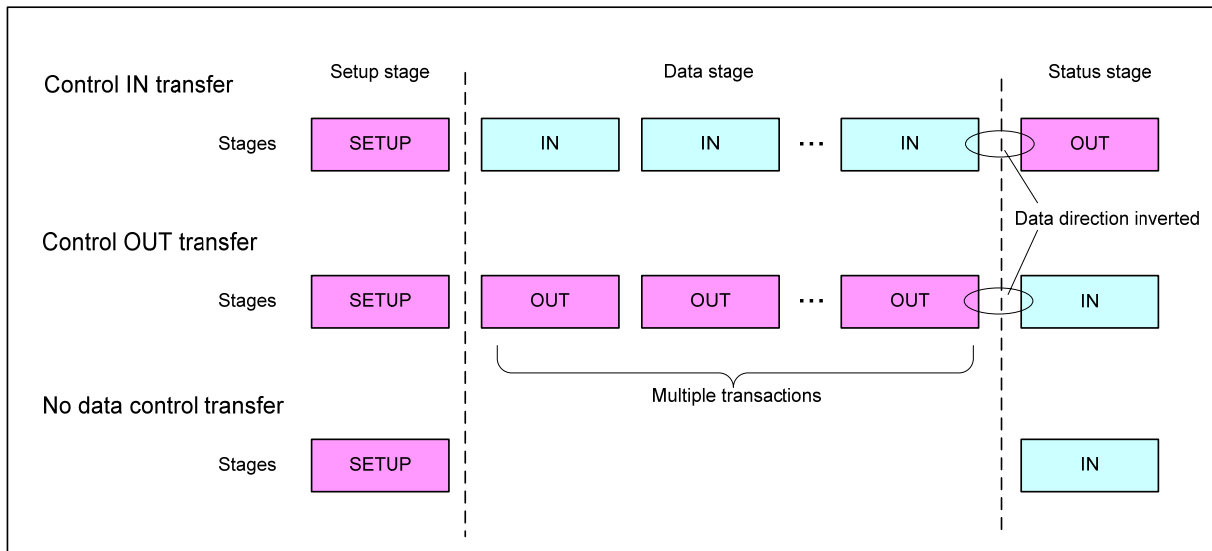 Setup stage
Data stage
Status stage
Control IN transfer
Stages
SETUP
IN
IN
...
IN
OUT
Data direction inverted
Control OUT transfer
Stages
SETUP
OUT
OUT
...
OUT
IN
Multiple transactions
No data control transfer
Stages
SETUP
IN